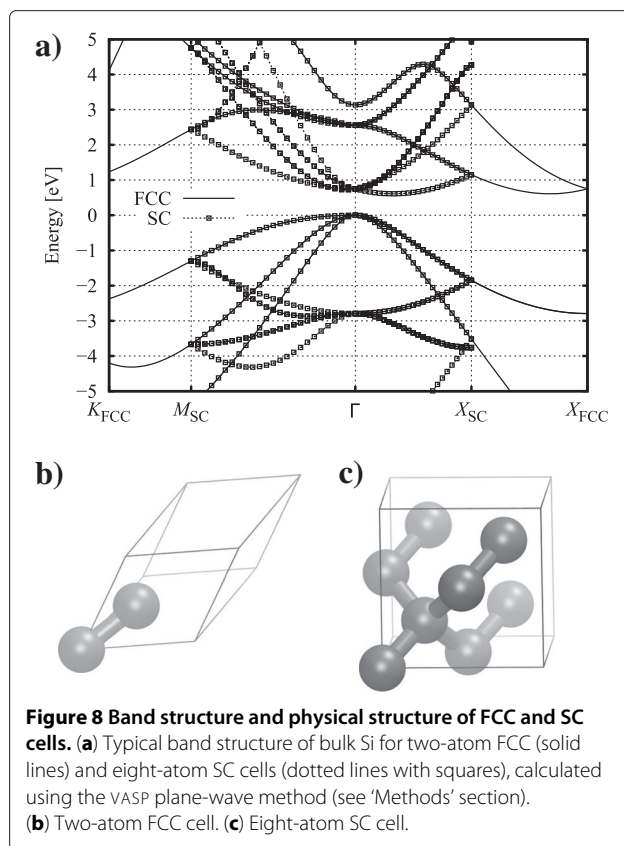 a)
5
4
3
2
1
0
−1
−2
−3
−4
−5
Energy [eV]
FCC
SC
K_FCC M_SC Γ X_SC X_FCC
b)
c)
Figure 8 Band structure and physical structure of FCC and SC
cells. (a) Typical band structure of bulk Si for two-atom FCC (solid
lines) and eight-atom SC cells (dotted lines with squares), calculated
using the VASP plane-wave method (see ‘Methods’ section).
(b) Two-atom FCC cell. (c) Eight-atom SC cell.